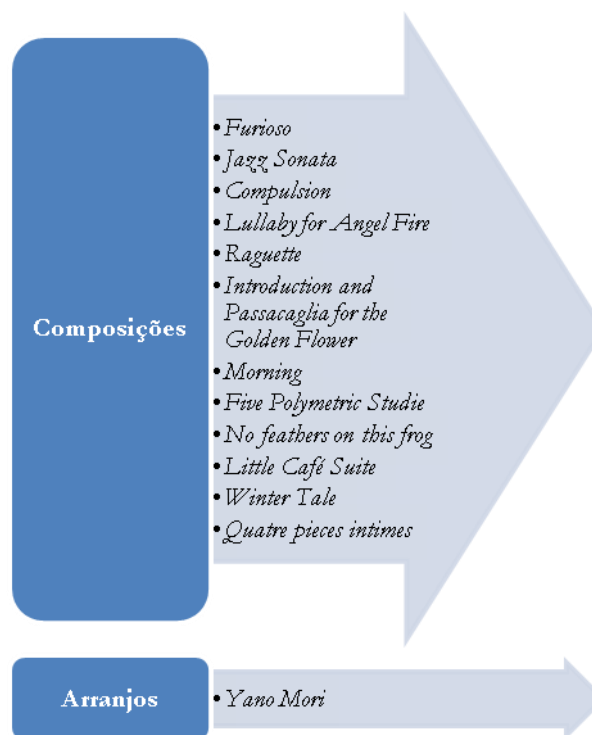 Composições
• Furioso
• Jazz Sonata
• Compulsion
• Lullaby for Angel Fire
• Raguette
• Introduction and
Passacaglia for the
Golden Flower
• Morning
• Five Polymetric Studie
• No feathers on this frog
• Little Café Suite
• Winter Tale
• Quatre pieces intimes
Arranjos
• Yano Mori